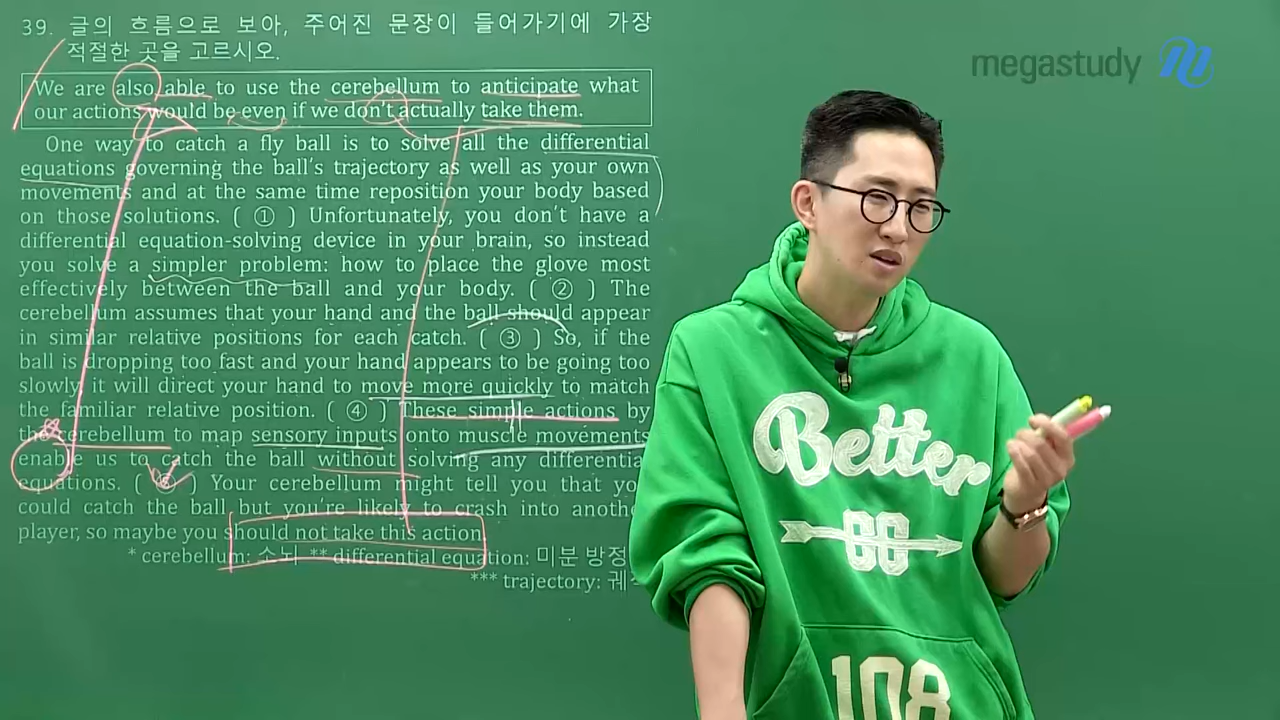 39. 글의 흐름으로 보아, 주어진 문장이 들어가기에 가장
적절한 곳을 고르시오.
We are also able to use the cerebellum to anticipate what
our actions would be even if we don't actually take them.
One way to catch a fly ball is to solve all the differential
equations governing the ball's trajectory as well as your own
movements and at the same time reposition your body based
on those solutions. ( ① ) Unfortunately, you don't have a
differential equation-solving device in your brain, so instead
you solve a simpler problem: how to place the glove most
effectively between the ball and your body. ( ② ) The
cerebellum assumes that your hand and the ball should appear
in similar relative positions for each catch. ( ③ ) So, if the
ball is dropping too fast and your hand appears to be going too
slowly, it will direct your hand to move more quickly to match
the familiar relative position. ( ④ ) These simple actions by
the cerebellum to map sensory inputs onto muscle movements
enable us to catch the ball without solving any differential
equations. ( ⑤ ) Your cerebellum might tell you that yo
could catch the ball but you're likely to crash into anoth
player, so maybe you should not take this action.
* cerebellum: 소뇌 ** differential equation: 미분 방정
*** trajectory: 궤
megastudy
Better
GC
108